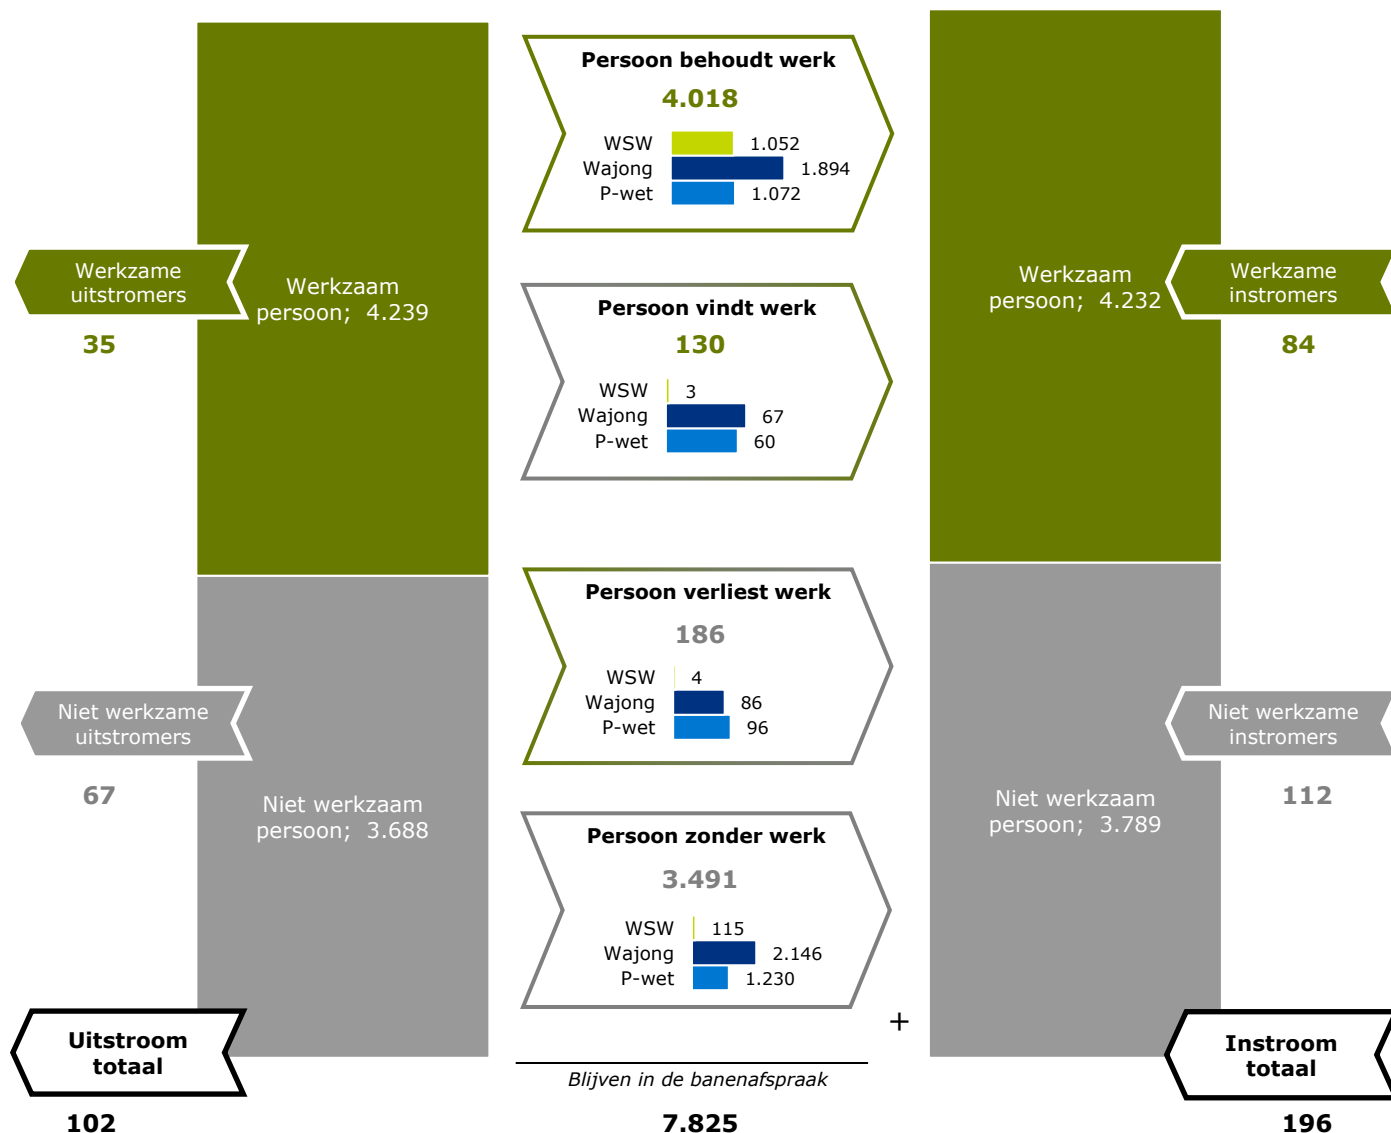 Werkzame
uitstromers
35
Werkzaam
persoon;  4.239
Niet werkzame
uitstromers
67
Niet werkzaam
persoon;  3.688
Uitstroom
totaal
102
Persoon behoudt werk
4.018
WSW 1.052
Wajong 1.894
P-wet 1.072
Persoon vindt werk
130
WSW 3
Wajong 67
P-wet 60
Persoon verliest werk
186
WSW 4
Wajong 86
P-wet 96
Persoon zonder werk
3.491
WSW 115
Wajong 2.146
P-wet 1.230
+
Blijven in de banenafspraak
7.825
Werkzaam
persoon;  4.232
Werkzame
instromers
84
Niet werkzaam
persoon;  3.789
Niet werkzame
instromers
112
Instroom
totaal
196